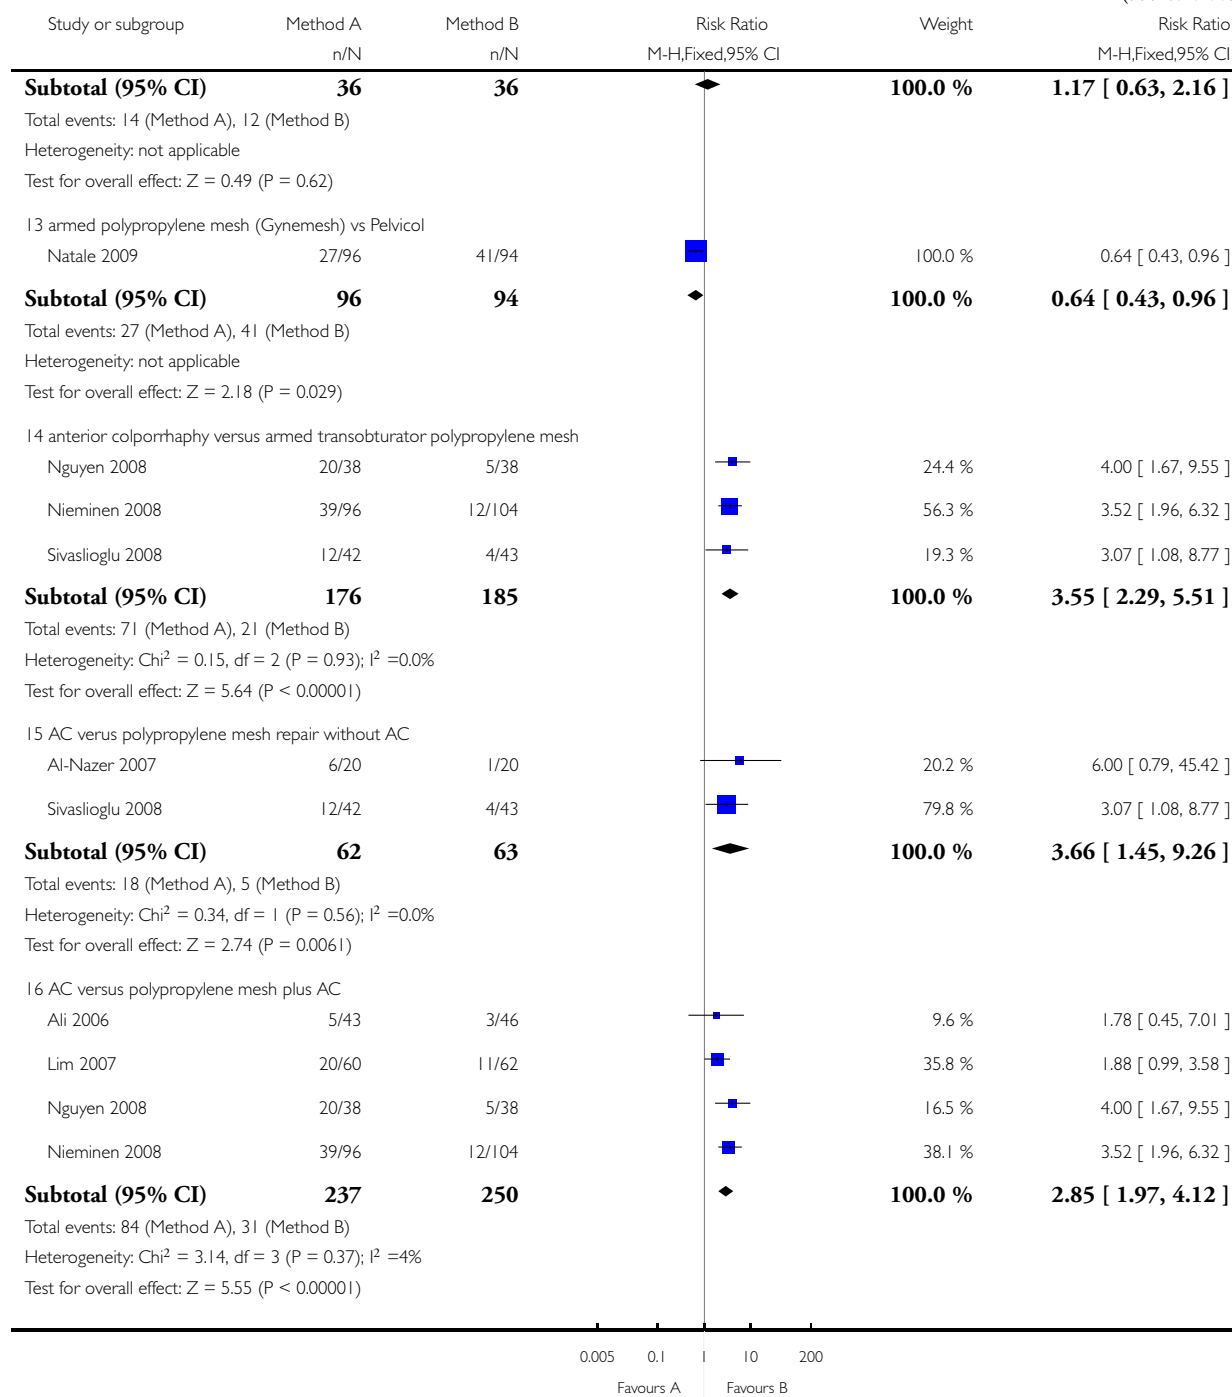 Study or subgroup Method A Method B Risk Ratio Weight Risk Ratio
n/N n/N M-H,Fixed,95% CI M-H,Fixed,95% CI
Subtotal (95% CI) 36 36 100.0 % 1.17 [ 0.63, 2.16 ]
Total events: 14 (Method A), 12 (Method B)
Heterogeneity: not applicable
Test for overall effect: Z = 0.49 (P = 0.62)
13 armed polypropylene mesh (Gynemesh) vs Pelvicol
Natale 2009 27/96 41/94 100.0 % 0.64 [ 0.43, 0.96 ]
Subtotal (95% CI) 96 94 100.0 % 0.64 [ 0.43, 0.96 ]
Total events: 27 (Method A), 41 (Method B)
Heterogeneity: not applicable
Test for overall effect: Z = 2.18 (P = 0.029)
14 anterior colporrhaphy versus armed transobturator polypropylene mesh
Nguyen 2008 20/38 5/38 24.4 % 4.00 [ 1.67, 9.55 ]
Nieminen 2008 39/96 12/104 56.3 % 3.52 [ 1.96, 6.32 ]
Sivaslioglu 2008 12/42 4/43 19.3 % 3.07 [ 1.08, 8.77 ]
Subtotal (95% CI) 176 185 100.0 % 3.55 [ 2.29, 5.51 ]
Total events: 71 (Method A), 21 (Method B)
Heterogeneity: Chi² = 0.15, df = 2 (P = 0.93); I² =0.0%
Test for overall effect: Z = 5.64 (P < 0.00001)
15 AC verus polypropylene mesh repair without AC
Al-Nazer 2007 6/20 1/20 20.2 % 6.00 [ 0.79, 45.42 ]
Sivaslioglu 2008 12/42 4/43 79.8 % 3.07 [ 1.08, 8.77 ]
Subtotal (95% CI) 62 63 100.0 % 3.66 [ 1.45, 9.26 ]
Total events: 18 (Method A), 5 (Method B)
Heterogeneity: Chi² = 0.34, df = 1 (P = 0.56); I² =0.0%
Test for overall effect: Z = 2.74 (P = 0.0061)
16 AC versus polypropylene mesh plus AC
Ali 2006 5/43 3/46 9.6 % 1.78 [ 0.45, 7.01 ]
Lim 2007 20/60 11/62 35.8 % 1.88 [ 0.99, 3.58 ]
Nguyen 2008 20/38 5/38 16.5 % 4.00 [ 1.67, 9.55 ]
Nieminen 2008 39/96 12/104 38.1 % 3.52 [ 1.96, 6.32 ]
Subtotal (95% CI) 237 250 100.0 % 2.85 [ 1.97, 4.12 ]
Total events: 84 (Method A), 31 (Method B)
Heterogeneity: Chi² = 3.14, df = 3 (P = 0.37); I² =4%
Test for overall effect: Z = 5.55 (P < 0.00001)
0.005 0.1 1 10 200
Favours A Favours B